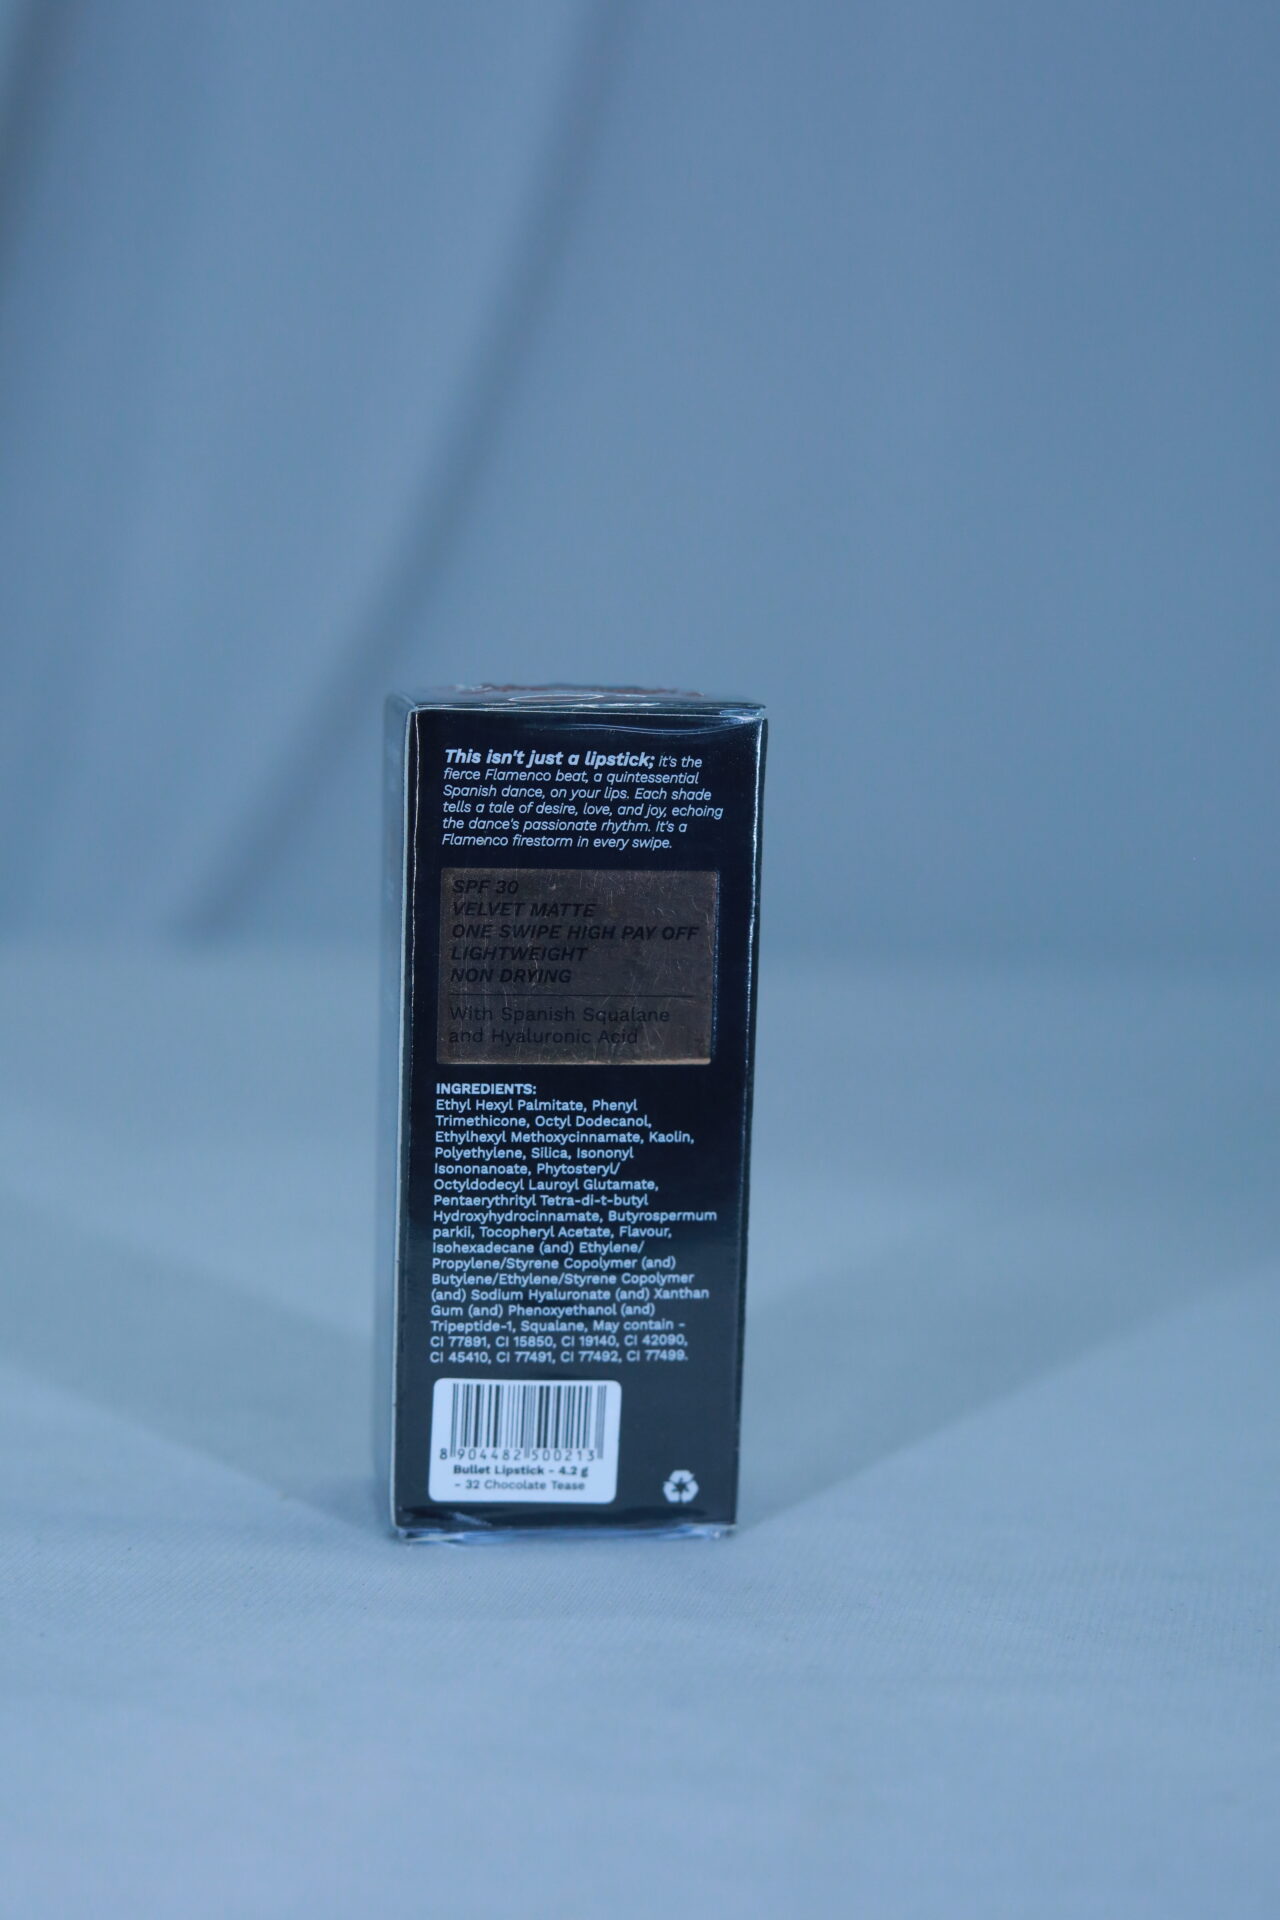 This isn't just a lipstick; it's the
fierce Flamenco beat, a quintessential
Spanish dance, on your lips. Each shade
tells a tale of desire, love, and joy, echoing
the dance's passionate rhythm. It's a
Flamenco firestorm in every swipe.
SPF 30
VELVET MATTE
ONE SWIPE HIGH PAY OFF
LIGHTWEIGHT
NON DRYING
With Spanish Squalane
and Hyaluronic Acid
INGREDIENTS:
Ethyl Hexyl Palmitate, Phenyl
Trimethicone, Octyl Dodecanol,
Ethylhexyl Methoxycinnamate, Kaolin,
Polyethylene, Silica, Isononyl
Isononanoate, Phytosteryl/
Octyldodecyl Lauroyl Glutamate,
Pentaerythrityl Tetra-di-t-butyl
Hydroxyhydrocinnamate, Butyrospermum
parkii, Tocopheryl Acetate, Flavour,
Isohexadecane (and) Ethylene/
Propylene/Styrene Copolymer (and)
Butylene/Ethylene/Styrene Copolymer
(and) Sodium Hyaluronate (and) Xanthan
Gum (and) Phenoxyethanol (and)
Tripeptide-1, Squalane, May contain -
CI 77891, CI 15850, CI 19140, CI 42090,
CI 45410, CI 77491, CI 77492, CI 77499.
8 904482 500213
Bullet Lipstick - 4.2 g
- 32 Chocolate Tease